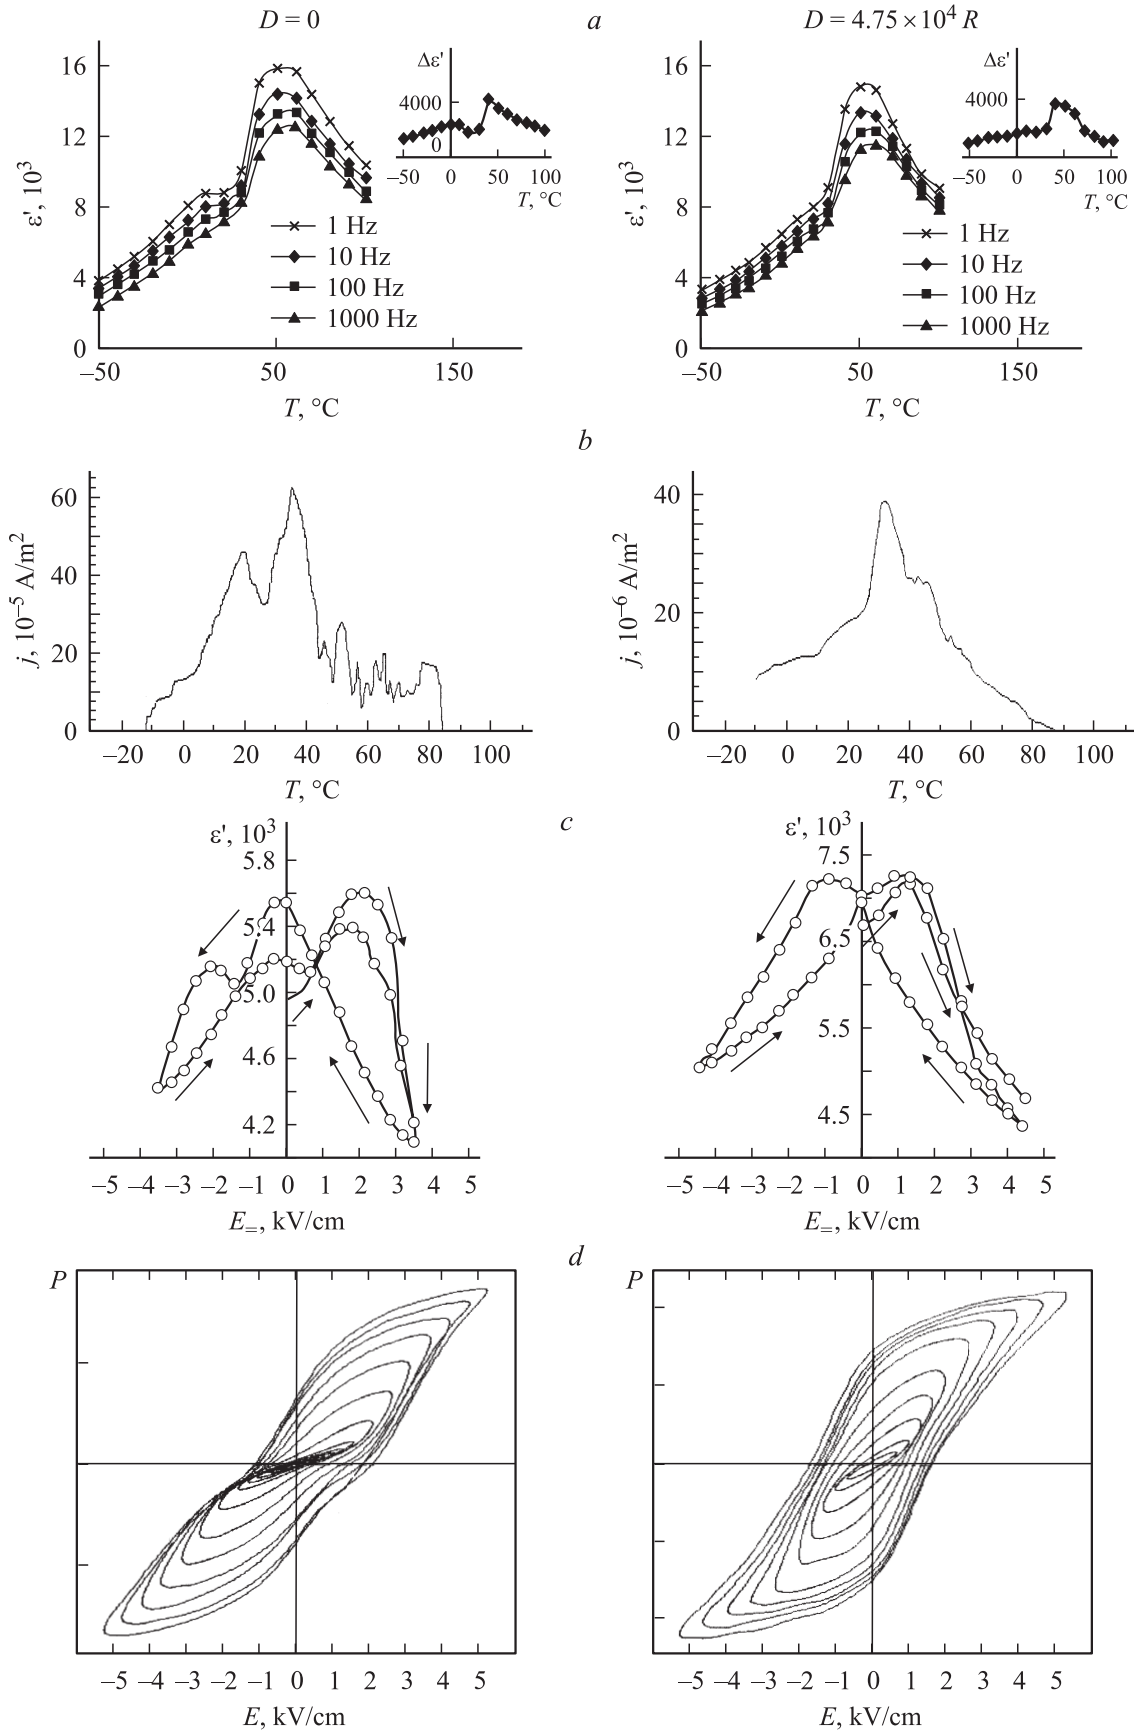 D = 0 a D = 4.75 × 10⁴ R
ε', 10³
16
12
8
4
0
−50 50 150
T, °C
1 Hz
10 Hz
100 Hz
1000 Hz
Δε'
4000
0
−50 0 50 100
T, °C
ε', 10³
16
12
8
4
0
−50 50 150
T, °C
1 Hz
10 Hz
100 Hz
1000 Hz
Δε'
4000
−50 0 50 100
T, °C
b
j, 10⁻⁵ A/m²
60
40
20
0
−20 0 20 40 60 80 100
T, °C
j, 10⁻⁶ A/m²
40
20
0
−20 0 20 40 60 80 100
T, °C
c
ε', 10³
5.8
5.4
5.0
4.6
4.2
−5 −4 −3 −2 −1 0 1 2 3 4 5
E₌, kV/cm
ε', 10³
7.5
6.5
5.5
4.5
−5 −4 −3 −2 −1 0 1 2 3 4 5
E₌, kV/cm
d
P
−5 −4 −3 −2 −1 0 1 2 3 4 5
E, kV/cm
P
−5 −4 −3 −2 −1 0 1 2 3 4 5
E, kV/cm